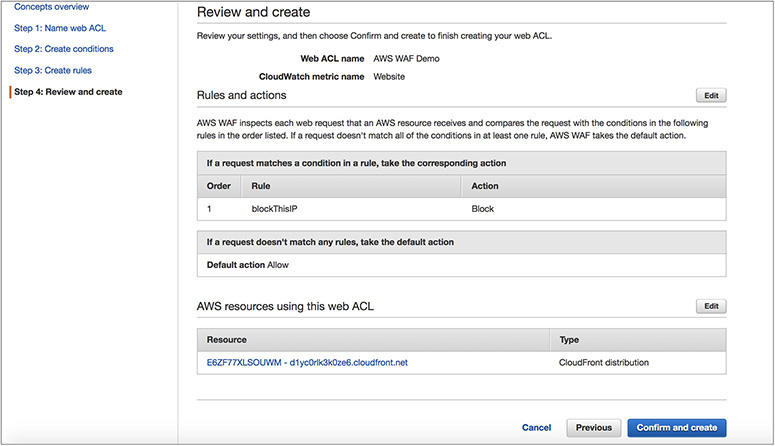 Concepts overview
Step 1: Name web ACL
Step 2: Create conditions
Step 3: Create rules
Step 4: Review and create
Review and create
Review your settings, and then choose Confirm and create to finish creating your web ACL.
Web ACL name AWS WAF Demo
CloudWatch metric name Website
Rules and actions Edit
AWS WAF inspects each web request that an AWS resource receives and compares the request with the conditions in the following
rules in the order listed. If a request doesn't match all of the conditions in at least one rule, AWS WAF takes the default action.
If a request matches a condition in a rule, take the corresponding action
Order Rule Action
1 blockThisIP Block
If a request doesn't match any rules, take the default action
Default action Allow
AWS resources using this web ACL Edit
Resource Type
E6ZF77XLSOUWM - d1yc0rlk3k0ze6.cloudfront.net CloudFront distribution
Cancel Previous Confirm and create